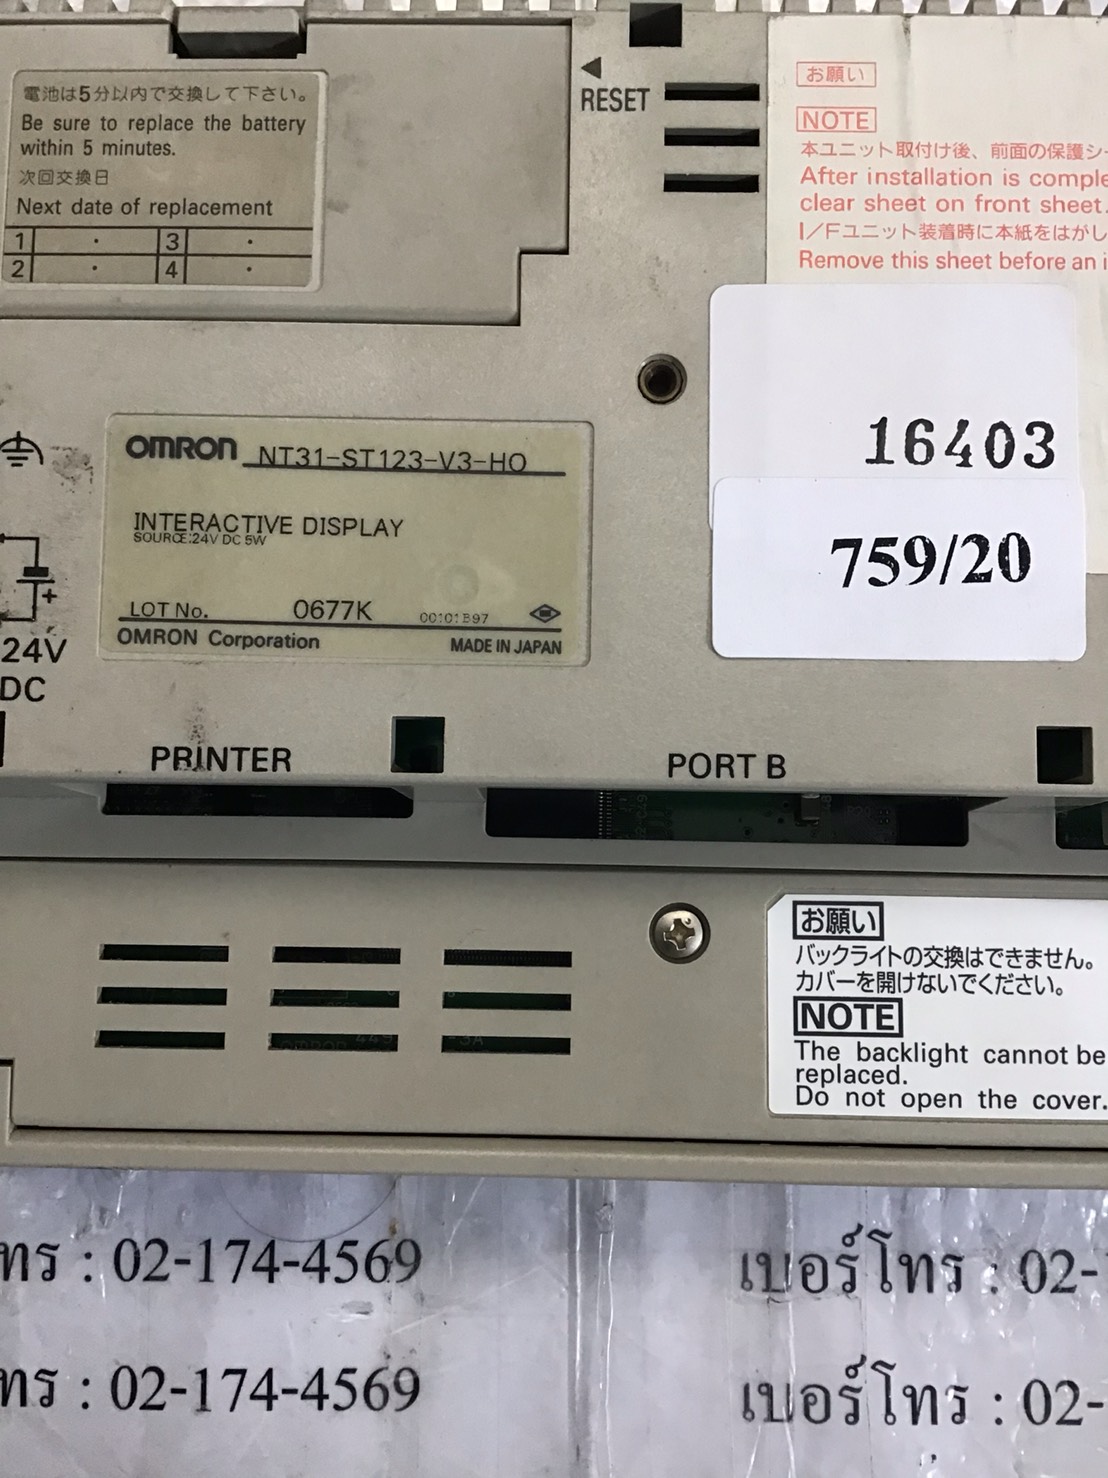 電池は5分以内で交換して下さい。
Be sure to replace the battery
within 5 minutes.
次回交換日
Next date of replacement
1 · 3 ·
2 · 4 ·
RESET
お願い
NOTE
本ユニット取付け後、前面の保護シ
After installation is comple
clear sheet on front sheet.
I/Fユニット装着時に本紙をはがし
Remove this sheet before an i
16403
759/20
OMRON NT31-ST123-V3-HO
INTERACTIVE DISPLAY
SOURCE:24V DC 5W
LOT No. 0677K
OMRON Corporation MADE IN JAPAN
+
24V
DC
PRINTER
PORT B
お願い
バックライトの交換はできません。
カバーを開けないでください。
NOTE
The backlight cannot be
replaced.
Do not open the cover.
ทร : 02-174-4569
เบอร์โทร : 02-
ทร : 02-174-4569
เบอร์โทร : 02-